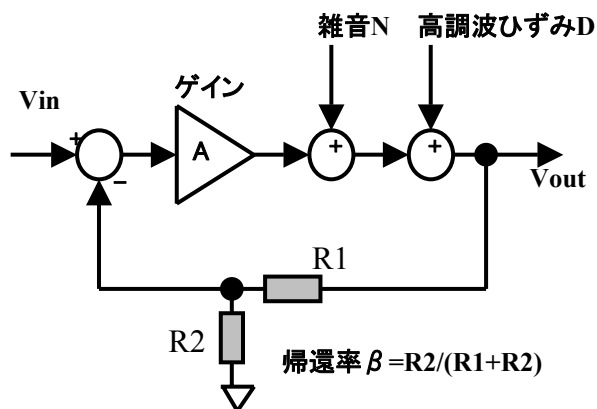 雑音N
高調波ひずみD
ゲイン
Vin
+
A
+
+
−
Vout
R1
R2
帰還率β=R2/(R1+R2)